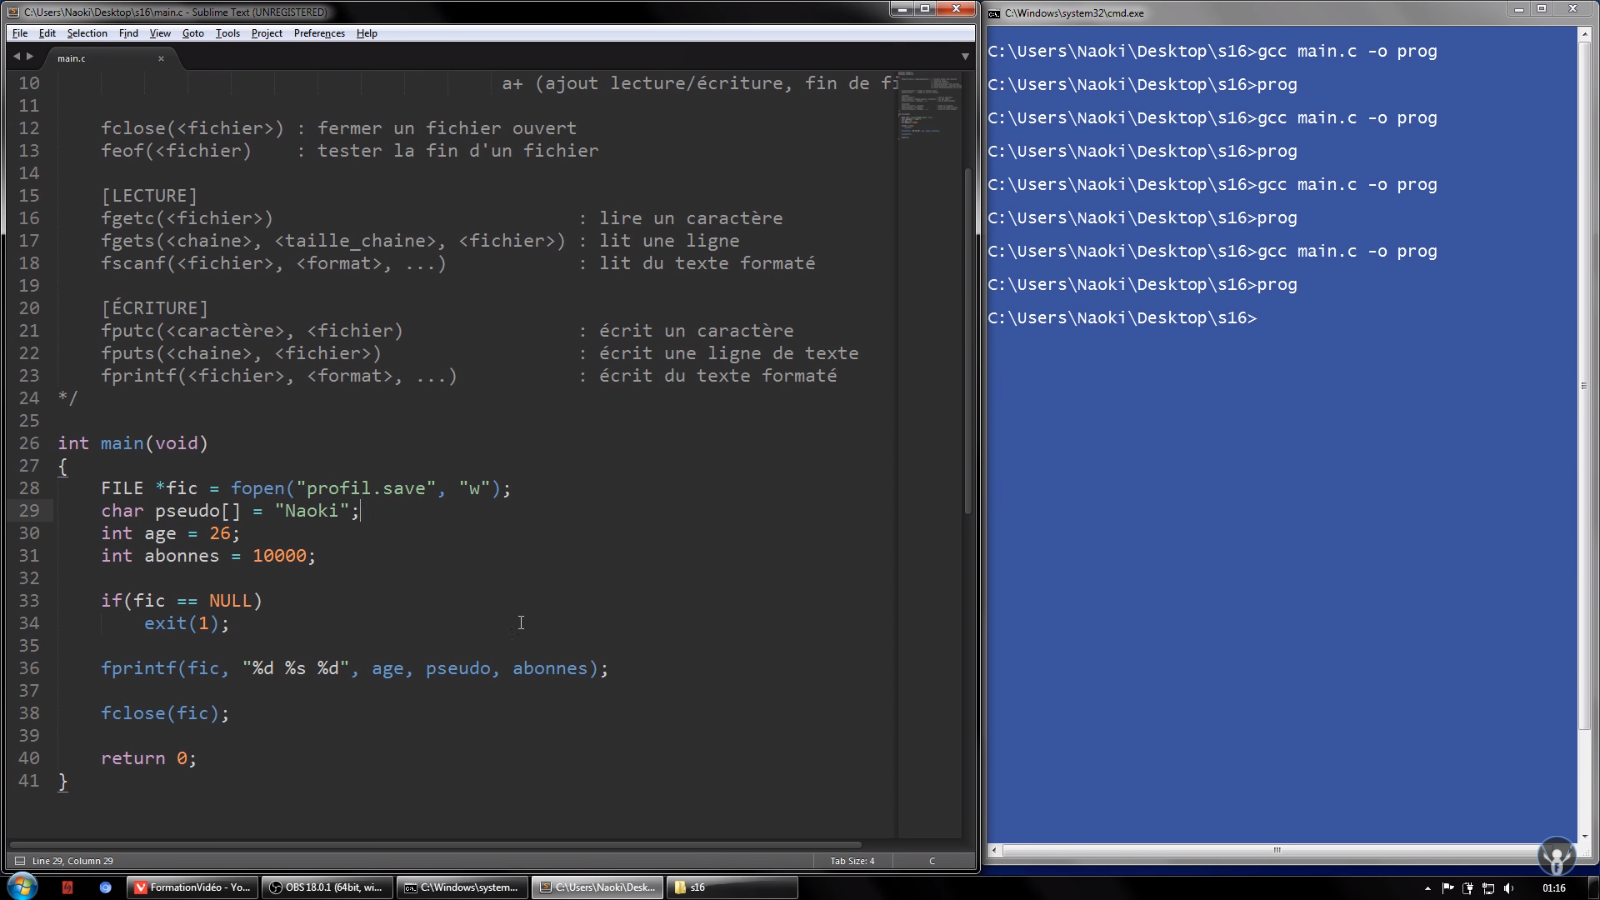 C:\Users\Naoki\Desktop\s16\main.c - Sublime Text (UNREGISTERED)
File Edit Selection Find View Goto Tools Project Preferences Help
main.c
10 a+ (ajout lecture/écriture, fin de fi
11
12 fclose(<fichier>) : fermer un fichier ouvert
13 feof(<fichier) : tester la fin d'un fichier
14
15 [LECTURE]
16 fgetc(<fichier>) : lire un caractère
17 fgets(<chaine>, <taille_chaine>, <fichier>) : lit une ligne
18 fscanf(<fichier>, <format>, ...) : lit du texte formaté
19
20 [ÉCRITURE]
21 fputc(<caractère>, <fichier) : écrit un caractère
22 fputs(<chaine>, <fichier>) : écrit une ligne de texte
23 fprintf(<fichier>, <format>, ...) : écrit du texte formaté
24 */
25
26 int main(void)
27 {
28 FILE *fic = fopen("profil.save", "w");
29 char pseudo[] = "Naoki";
30 int age = 26;
31 int abonnes = 10000;
32
33 if(fic == NULL)
34 exit(1);
35
36 fprintf(fic, "%d %s %d", age, pseudo, abonnes);
37
38 fclose(fic);
39
40 return 0;
41 }
Line 29, Column 29 Tab Size: 4 C
C:\Windows\system32\cmd.exe
C:\Users\Naoki\Desktop\s16>gcc main.c -o prog
C:\Users\Naoki\Desktop\s16>prog
C:\Users\Naoki\Desktop\s16>gcc main.c -o prog
C:\Users\Naoki\Desktop\s16>prog
C:\Users\Naoki\Desktop\s16>gcc main.c -o prog
C:\Users\Naoki\Desktop\s16>prog
C:\Users\Naoki\Desktop\s16>gcc main.c -o prog
C:\Users\Naoki\Desktop\s16>prog
C:\Users\Naoki\Desktop\s16>
FormationVidéo - Yo... OBS 18.0.1 (64bit, wi... C:\Windows\system... C:\Users\Naoki\Desk... s16 01:16